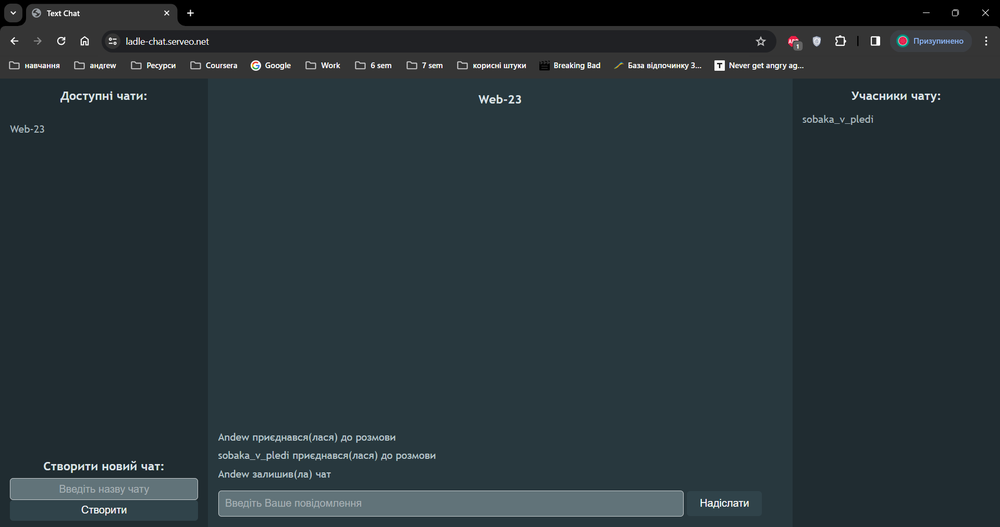 Text Chat
ladle-chat.serveo.net
ABP
1
Призупинено
навчання
андrew
Ресурси
Coursera
Google
Work
6 sem
7 sem
корисні штуки
Breaking Bad
База відпочинку З...
T
Never get angry ag...
Доступні чати:
Web-23
Web-23
Учасники чату:
sobaka_v_pledi
Andew приєднався(лася) до розмови
sobaka_v_pledi приєднався(лася) до розмови
Andew залишив(ла) чат
Введіть Ваше повідомлення
Надіслати
Створити новий чат:
Введіть назву чату
Створити